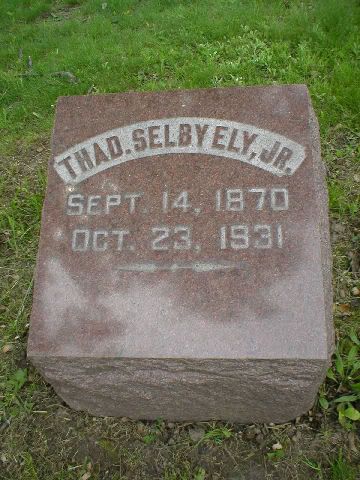 THAD. SELBY ELY, JR.
SEPT. 14, 1870
OCT. 23, 1931